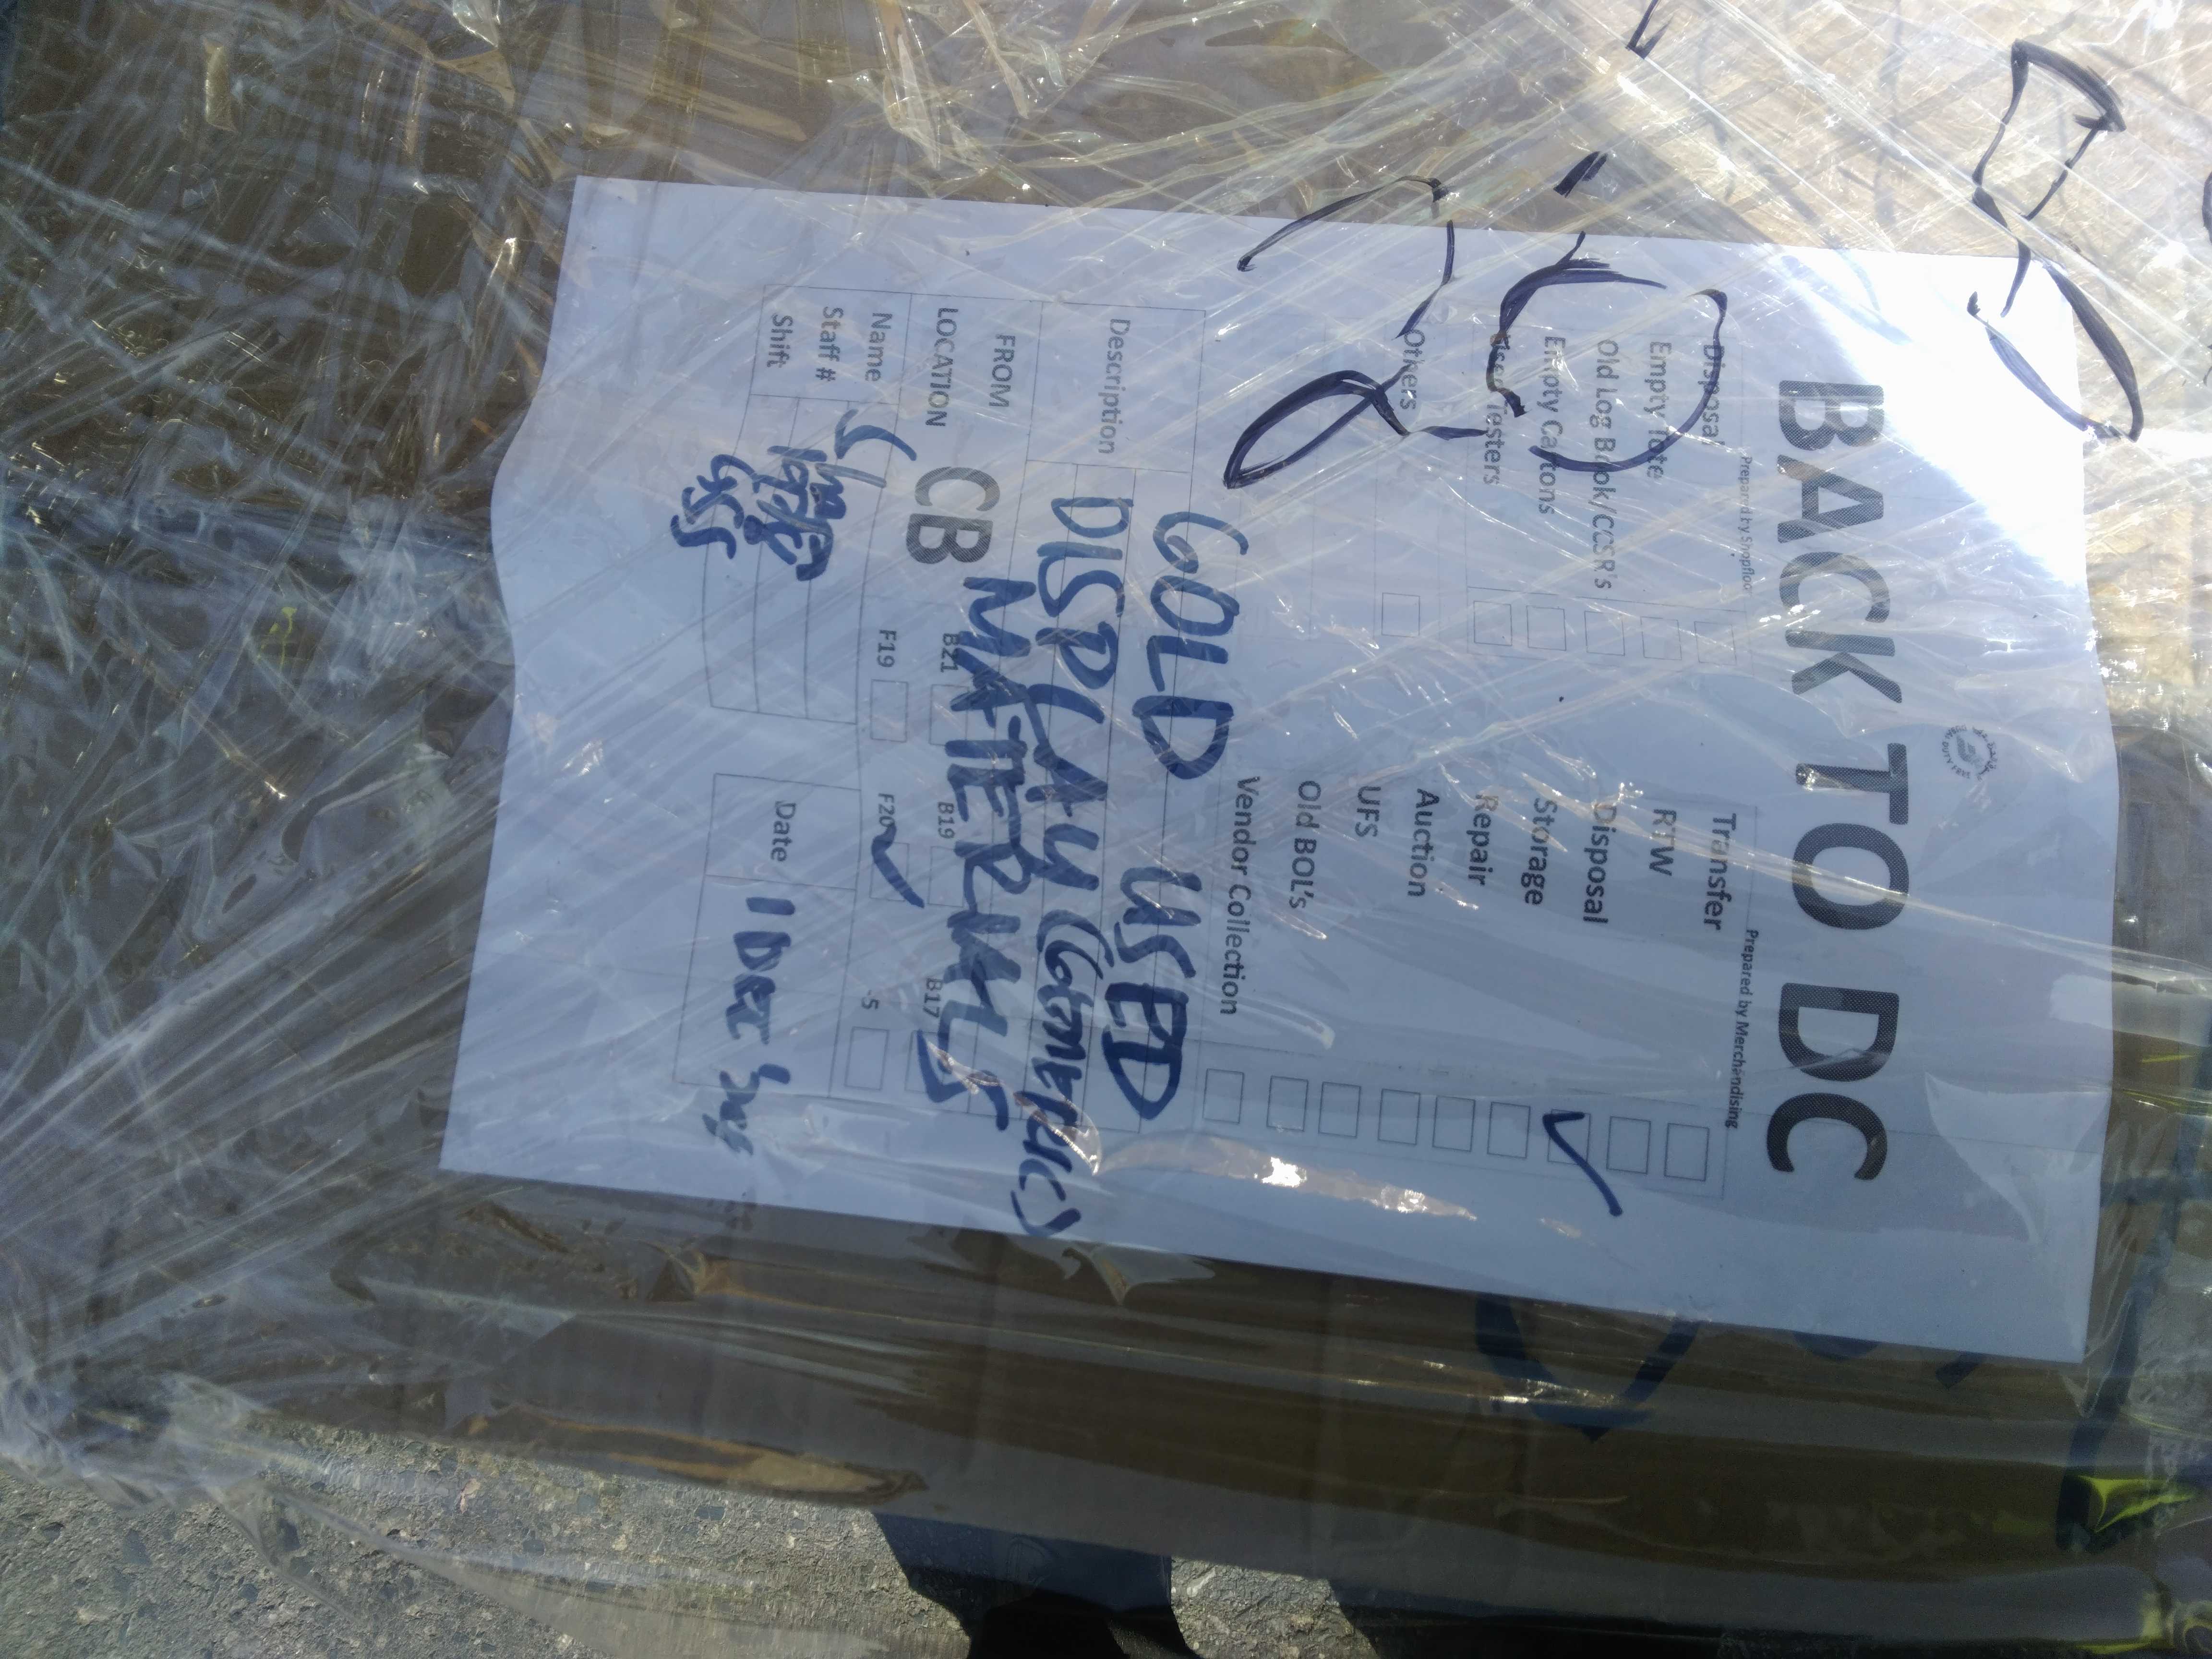 BACK TO DC
Prepared by Shopfloor
Prepared by Merchandising
Disposal
Transfer
Empty Tote
RTW
Old Log Book/CCSR's
Disposal
Empty Cartons
Storage
Used Testers
Repair
Others
Auction
UFS
Old BOL's
Vendor Collection
GOLD USED
Description
DISPLAY
MATERIALS
FROM
LOCATION
CB
B21
B19
B17
F19
F20
Name
Staff #
Shift
Date
1 DEC